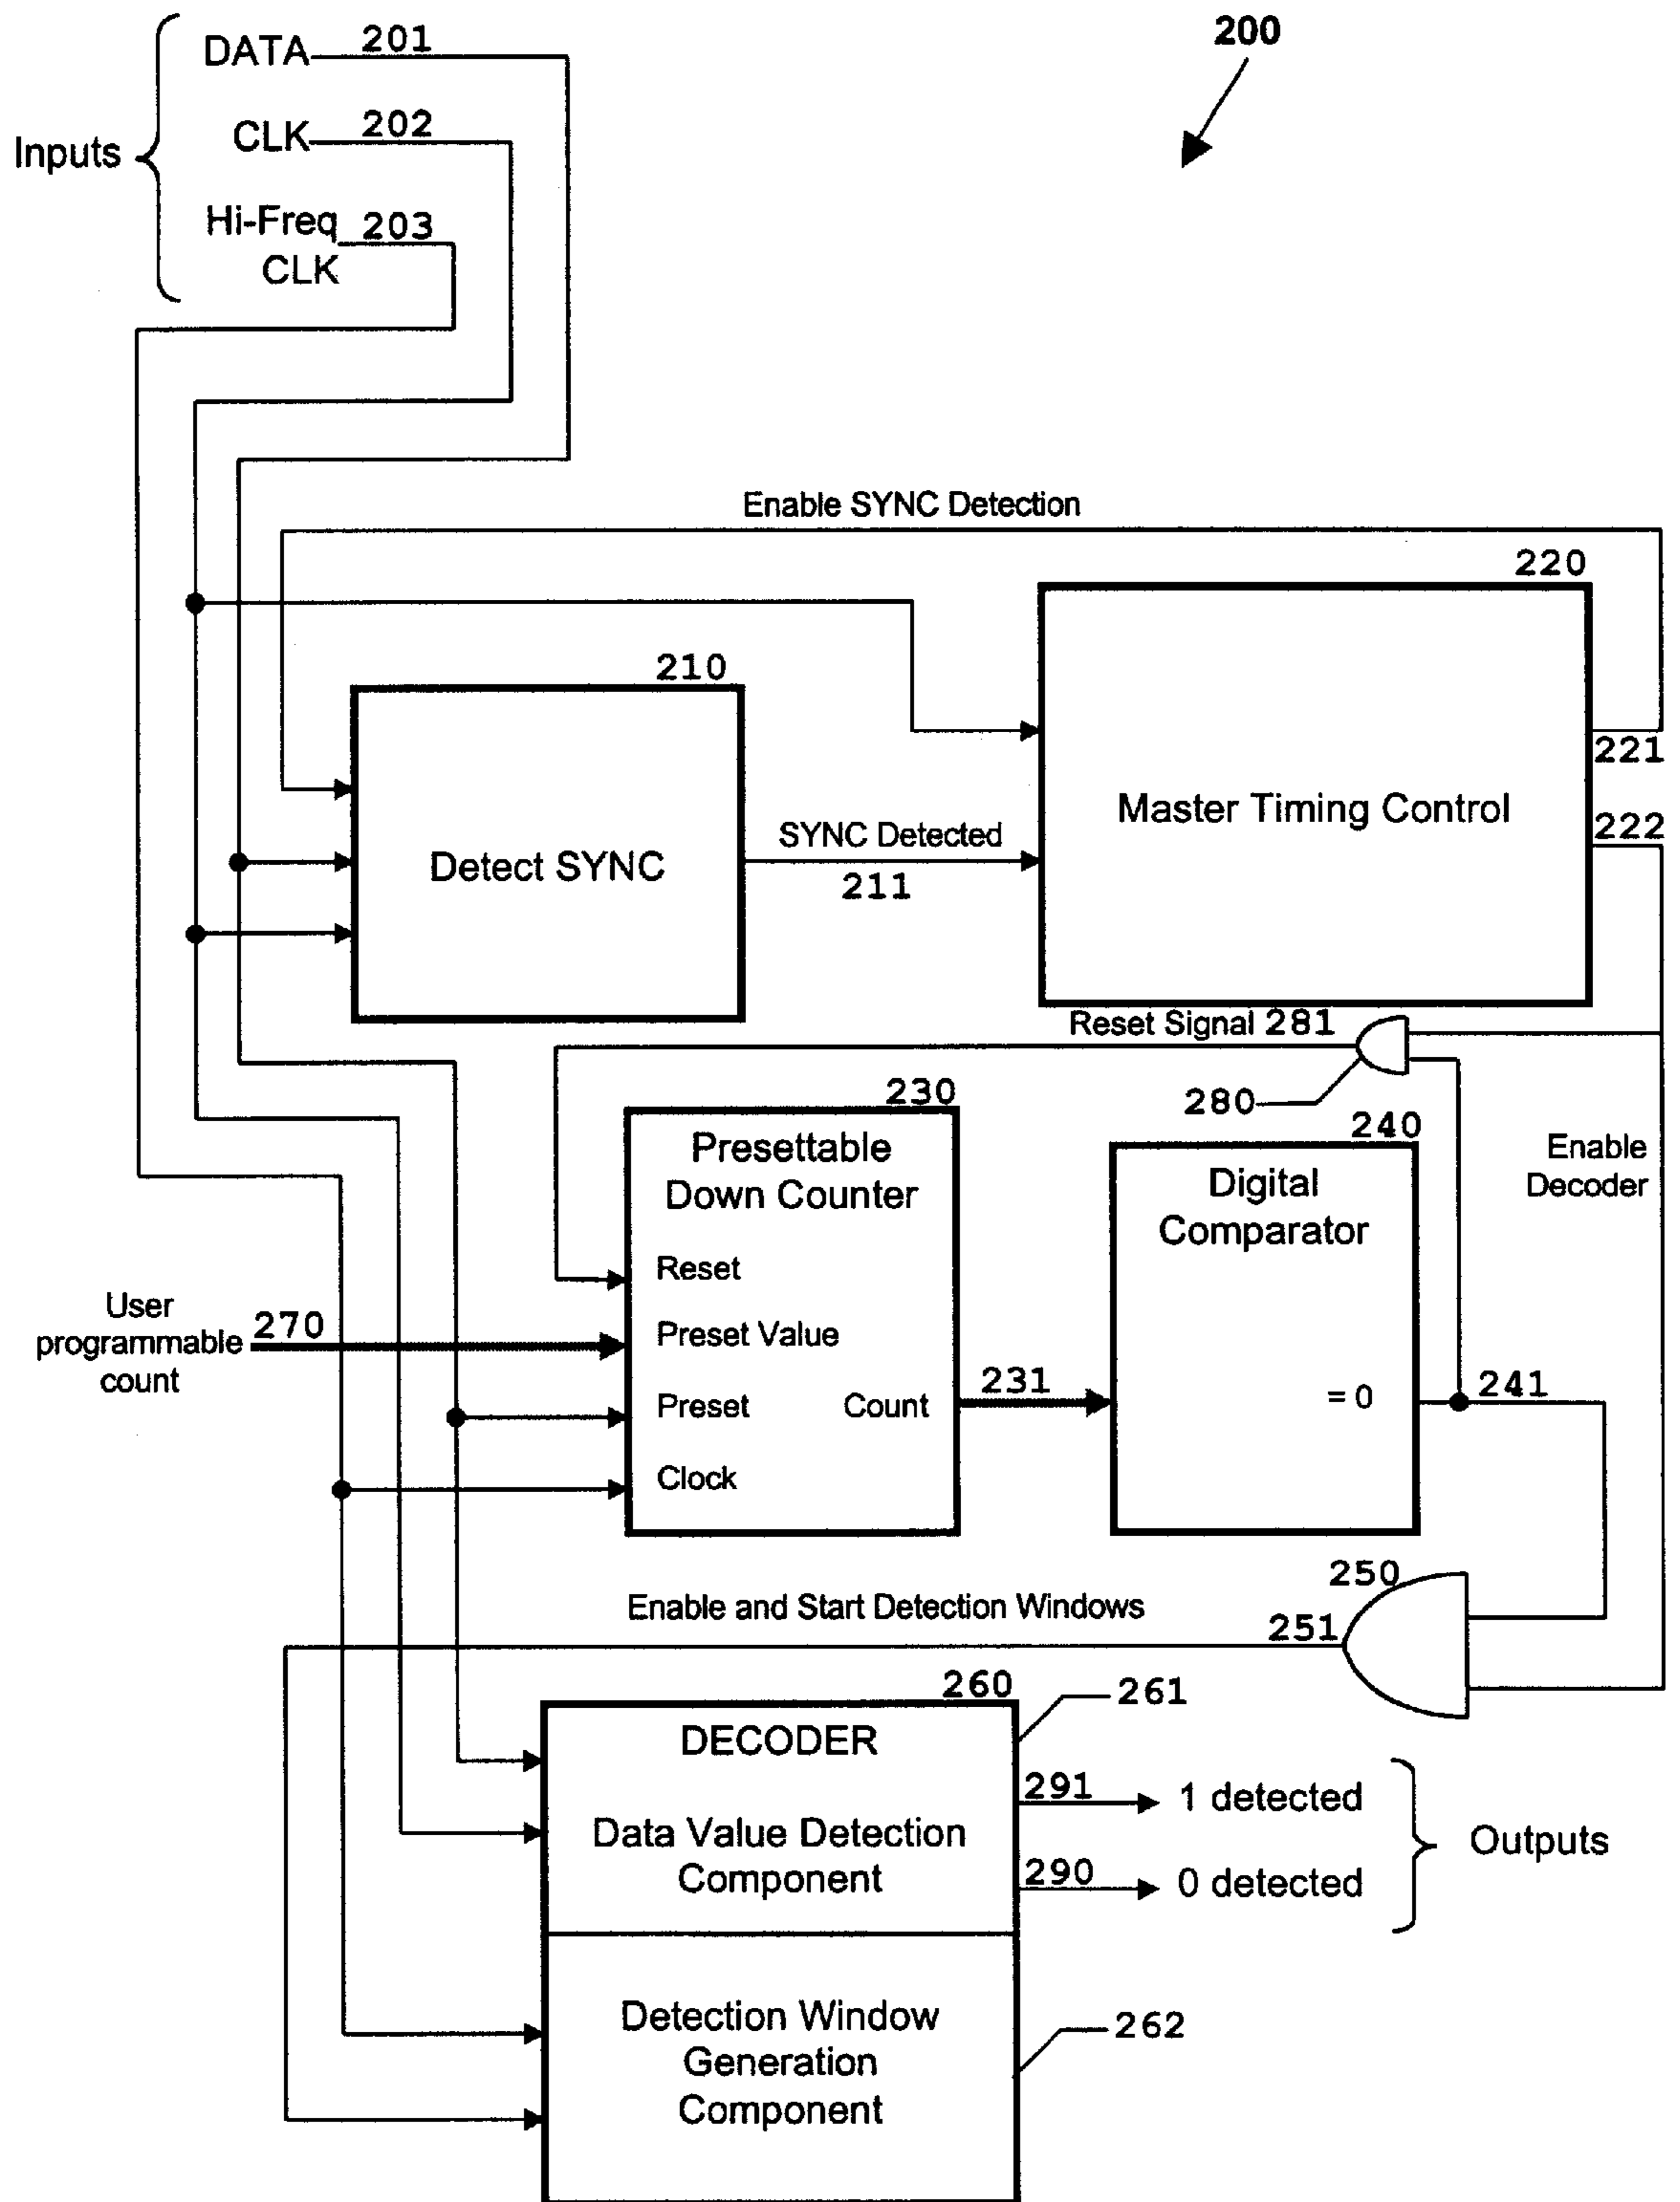 200
DATA 201
CLK 202
Inputs
Hi-Freq 203
CLK
Enable SYNC Detection
220
210
221
Master Timing Control
222
SYNC Detected
Detect SYNC
211
Reset Signal 281
280
230
240
Presettable
Down Counter
Digital
Comparator
Enable
Decoder
Reset
User
programmable
count
270
Preset Value
Preset
Count
231
= 0
241
Clock
250
Enable and Start Detection Windows
251
260
261
DECODER
291
1 detected
Data Value Detection
Component
Outputs
290
0 detected
Detection Window
Generation
Component
262